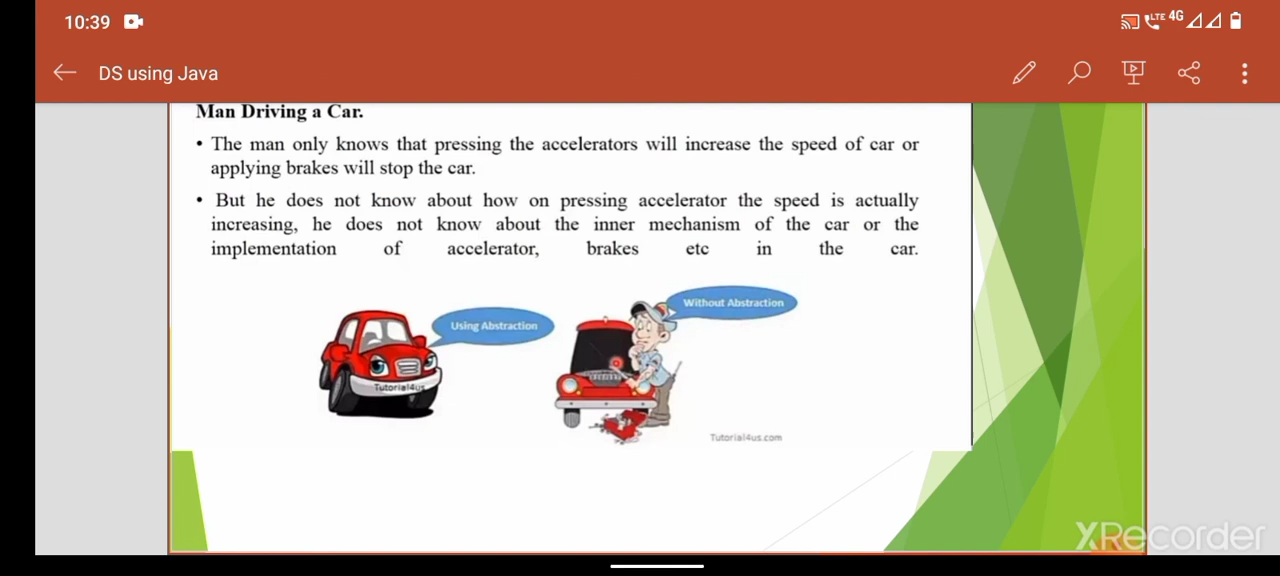 10:39
LTE 4G
DS using Java
Man Driving a Car.
• The man only knows that pressing the accelerators will increase the speed of car or
applying brakes will stop the car.
• But he does not know about how on pressing accelerator the speed is actually
increasing, he does not know about the inner mechanism of the car or the
implementation of accelerator, brakes etc in the car.
Without Abstraction
Using Abstraction
Tutorial4us
Tutorial4us.com
XRecorder